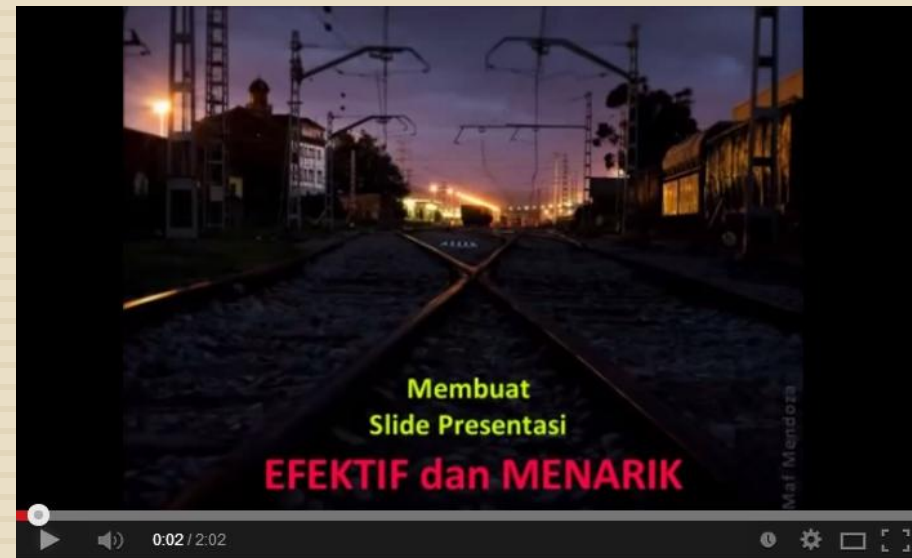 Membuat
Slide Presentasi
EFEKTIF dan MENARIK
Maf Mendoza
0:02 / 2:02